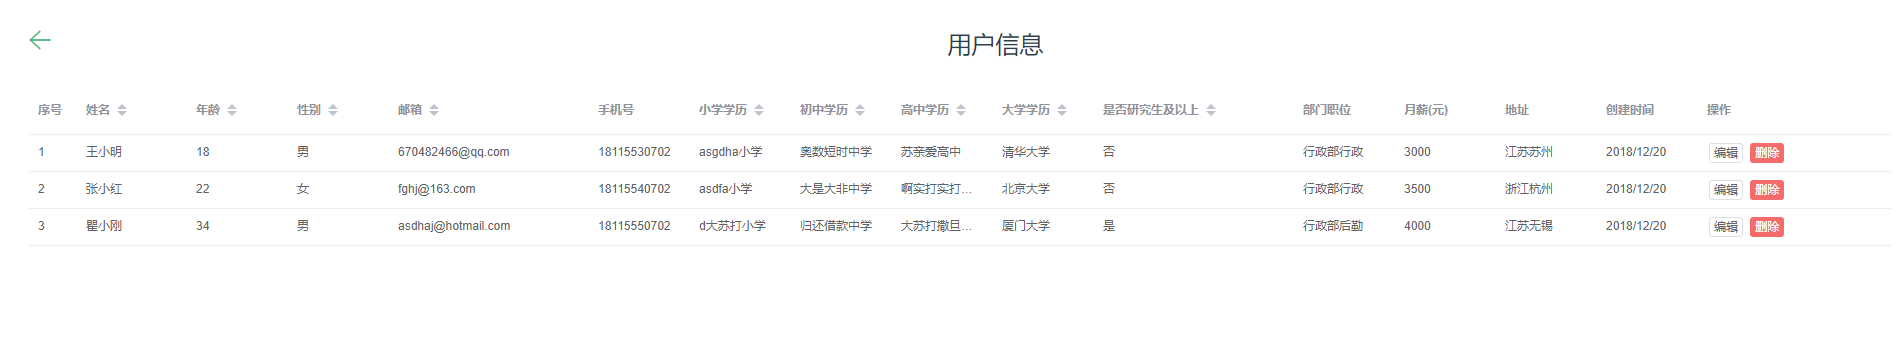 用户信息
序号 姓名 年龄 性别 邮箱 手机号 小学学历 初中学历 高中学历 大学学历 是否研究生及以上 部门职位 月薪(元) 地址 创建时间 操作
1 王小明 18 男 670482466@qq.com 18115530702 asgdha小学 奥数短时中学 苏亲爱高中 清华大学 否 行政部行政 3000 江苏苏州 2018/12/20 编辑 删除
2 张小红 22 女 fghj@163.com 18115540702 asdfa小学 大是大非中学 啊实打实打... 北京大学 否 行政部行政 3500 浙江杭州 2018/12/20 编辑 删除
3 瞿小刚 34 男 asdhaj@hotmail.com 18115550702 d大苏打小学 归还借款中学 大苏打撒旦... 厦门大学 是 行政部后勤 4000 江苏无锡 2018/12/20 编辑 删除